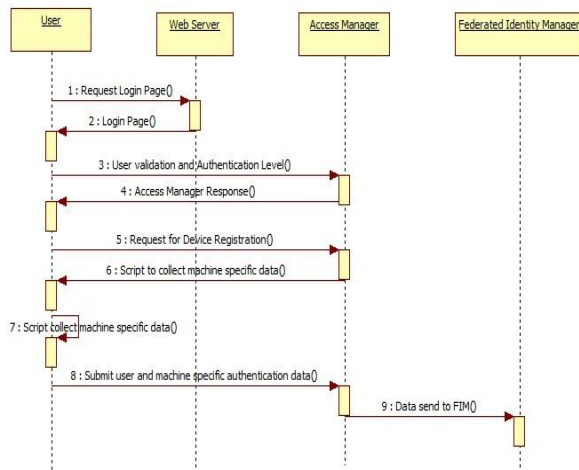 User
Web Server
Access Manager
Federated Identity Manager
1 : Request Login Page()
2 : Login Page()
3 : User validation and Authentication Level()
4 : Access Manager Response()
5 : Request for Device Registration()
6 : Script to collect machine specific data()
7 : Script collect machine specific data()
8 : Submit user and machine specific authentication data()
9 : Data send to FIM()